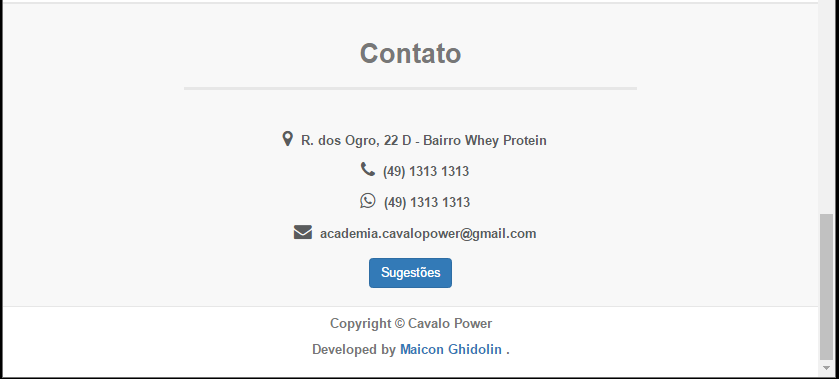 Contato
R. dos Ogro, 22 D - Bairro Whey Protein
(49) 1313 1313
(49) 1313 1313
academia.cavalopower@gmail.com
Sugestões
Copyright © Cavalo Power
Developed by Maicon Ghidolin .